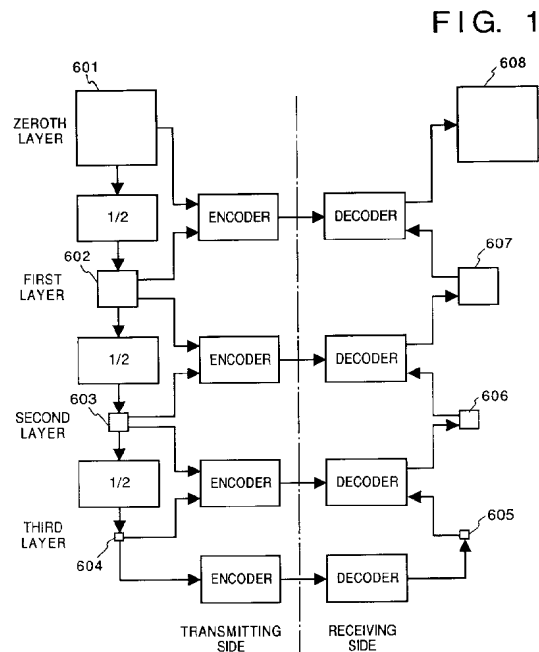 FIG. 1
601
608
ZEROTH
LAYER
1/2
ENCODER
DECODER
602
607
FIRST
LAYER
1/2
ENCODER
DECODER
603
606
SECOND
LAYER
1/2
ENCODER
DECODER
THIRD
LAYER
604
605
ENCODER
DECODER
TRANSMITTING
SIDE
RECEIVING
SIDE